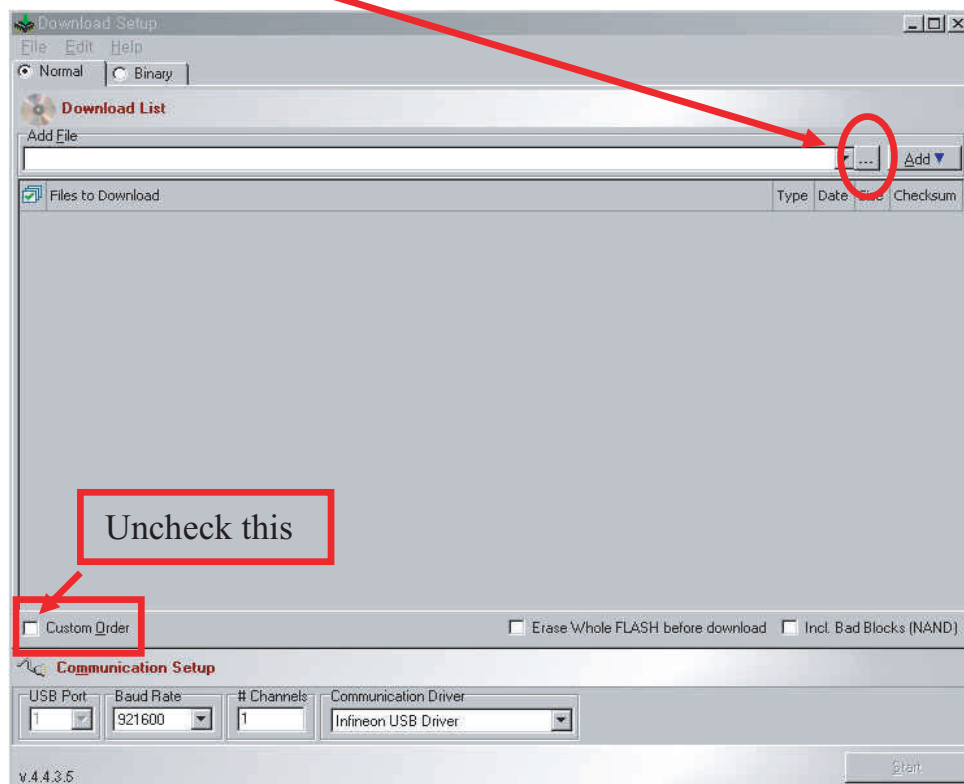 Download Setup
File Edit Help
Normal Binary
Download List
Add File
... Add
Files to Download Type Date Size Checksum
Uncheck this
Custom Order Erase Whole FLASH before download Incl. Bad Blocks (NAND)
Communication Setup
USB Port Baud Rate # Channels Communication Driver
1 921600 1 Infineon USB Driver
v.4.4.3.5 Start